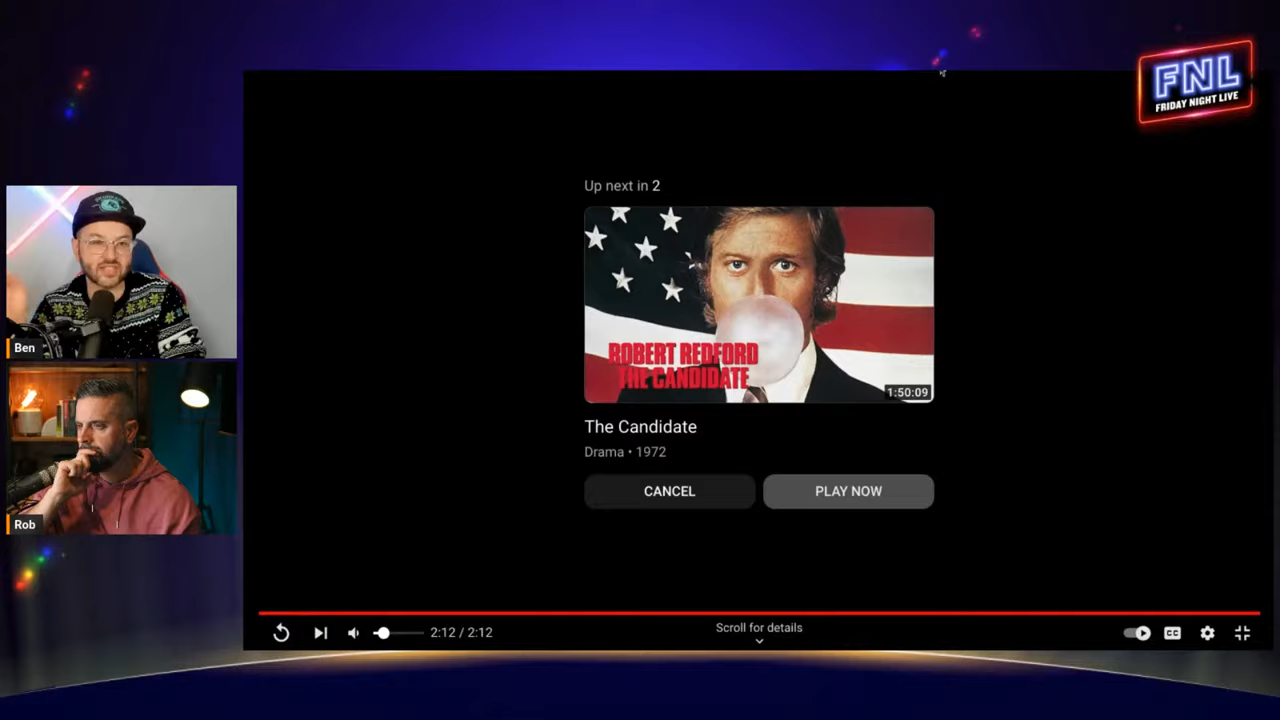 FNL
FRIDAY NIGHT LIVE
Up next in 2
ROBERT REDFORD
THE CANDIDATE
1:50:09
The Candidate
Drama • 1972
CANCEL
PLAY NOW
Ben
Rob
2:12 / 2:12
Scroll for details
CC